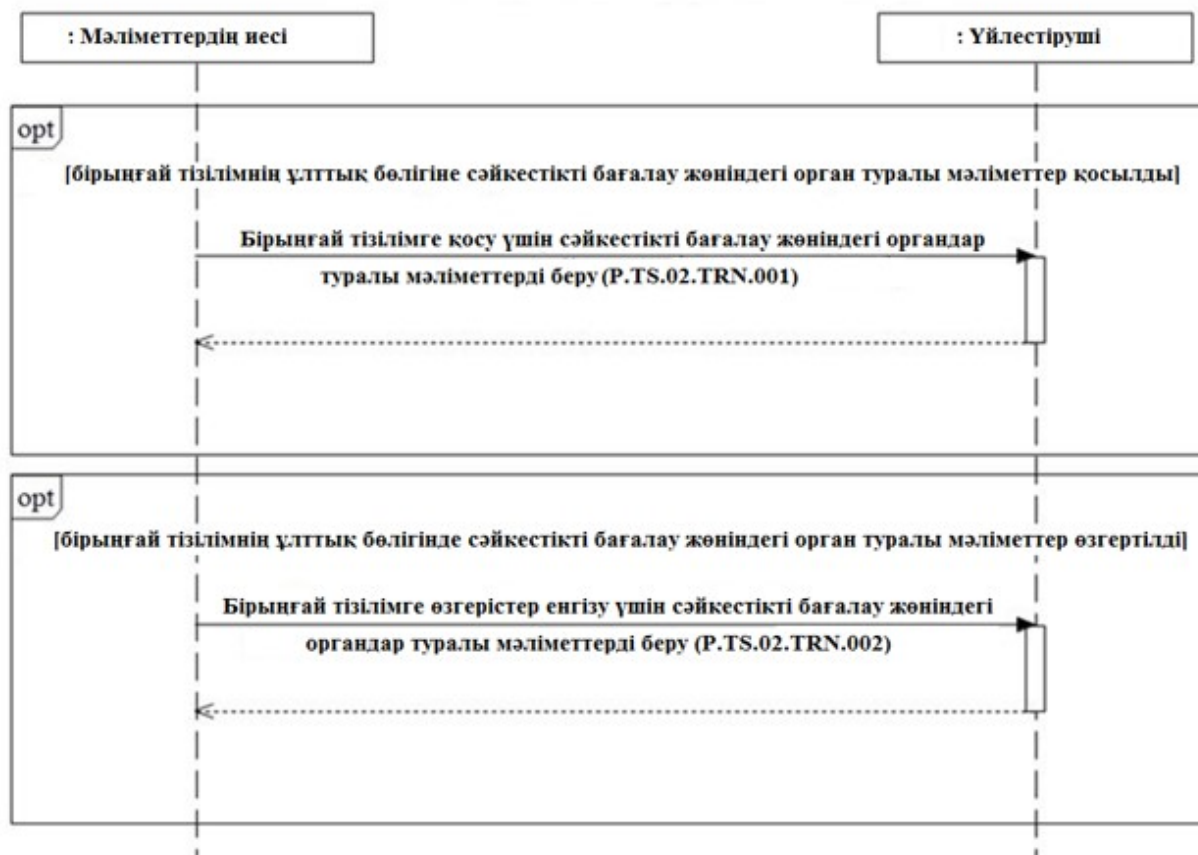 : Мәліметтердің иесі
: Үйлестіруші
opt
[бірыңғай тізілімнің ұлттық бөлігіне сәйкестікті бағалау жөніндегі орган туралы мәліметтер қосылды]
Бірыңғай тізілімге қосу үшін сәйкестікті бағалау жөніндегі органдар
туралы мәліметтерді беру (P.TS.02.TRN.001)
opt
[бірыңғай тізілімнің ұлттық бөлігінде сәйкестікті бағалау жөніндегі орган туралы мәліметтер өзгертілді]
Бірыңғай тізілімге өзгерістер енгізу үшін сәйкестікті бағалау жөніндегі
органдар туралы мәліметтерді беру (P.TS.02.TRN.002)